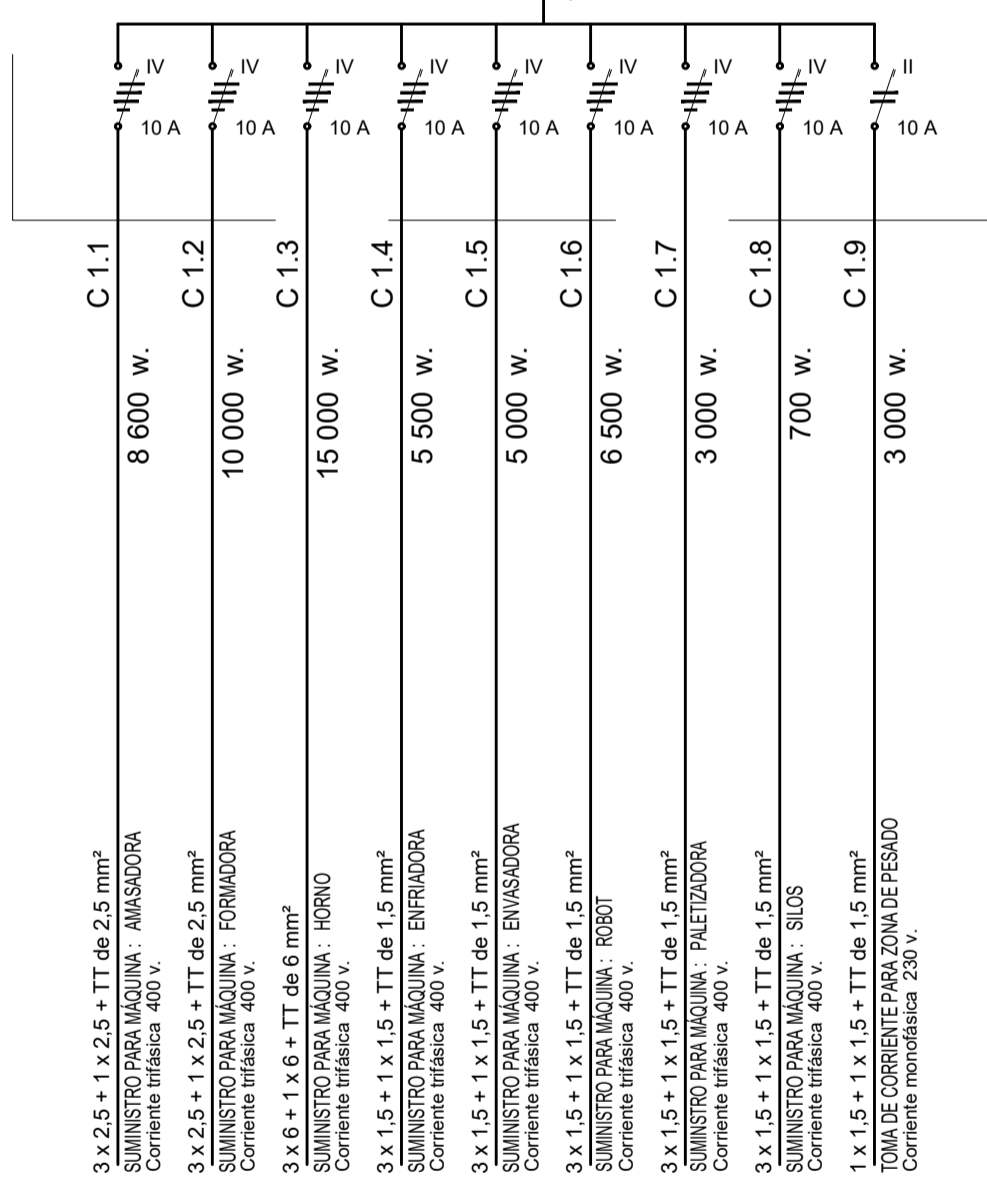 IV
10 A
IV
10 A
IV
10 A
IV
10 A
IV
10 A
IV
10 A
IV
10 A
IV
10 A
II
10 A
C 1.1
8 600 w.
3 x 2,5 + 1 x 2,5 + TT de 2,5 mm²
SUMINISTRO PARA MÁQUINA : AMASADORA
Corriente trifásica 400 v.
C 1.2
10 000 w.
3 x 2,5 + 1 x 2,5 + TT de 2,5 mm²
SUMINISTRO PARA MÁQUINA : FORMADORA
Corriente trifásica 400 v.
C 1.3
15 000 w.
3 x 6 + 1 x 6 + TT de 6 mm²
SUMINISTRO PARA MÁQUINA : HORNO
Corriente trifásica 400 v.
C 1.4
5 500 w.
3 x 1,5 + 1 x 1,5 + TT de 1,5 mm²
SUMINISTRO PARA MÁQUINA : ENFRIADORA
Corriente trifásica 400 v.
C 1.5
5 000 w.
3 x 1,5 + 1 x 1,5 + TT de 1,5 mm²
SUMINISTRO PARA MÁQUINA : ENVASADORA
Corriente trifásica 400 v.
C 1.6
6 500 w.
3 x 1,5 + 1 x 1,5 + TT de 1,5 mm²
SUMINISTRO PARA MÁQUINA : ROBOT
Corriente trifásica 400 v.
C 1.7
3 000 w.
3 x 1,5 + 1 x 1,5 + TT de 1,5 mm²
SUMINISTRO PARA MÁQUINA : PALETIZADORA
Corriente trifásica 400 v.
C 1.8
700 w.
3 x 1,5 + 1 x 1,5 + TT de 1,5 mm²
SUMINISTRO PARA MÁQUINA : SILOS
Corriente trifásica 400 v.
C 1.9
3 000 w.
1 x 1,5 + 1 x 1,5 + TT de 1,5 mm²
TOMA DE CORRIENTE PARA ZONA DE PESADO
Corriente monofásica 230 v.